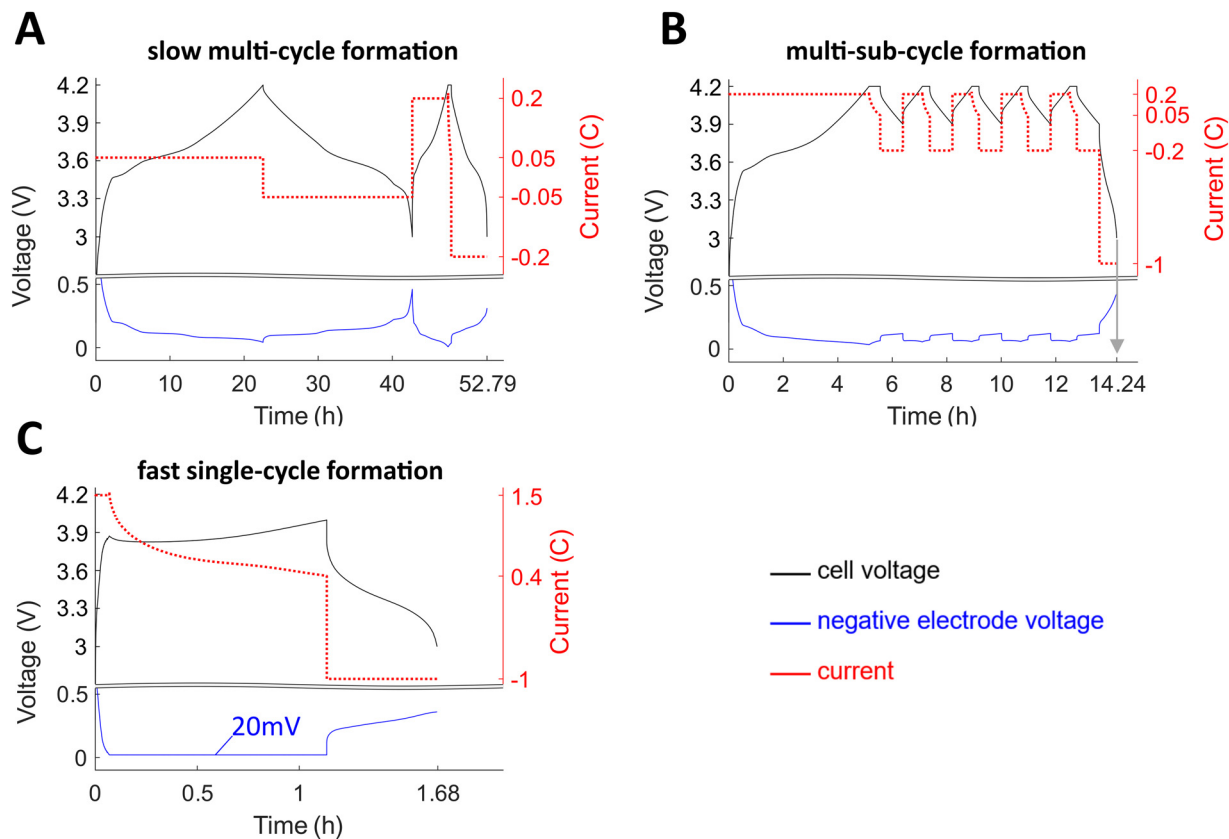 A
slow multi-cycle formation
4.2
3.9
3.6
3.3
3
0.5
0
Voltage (V)
0.2
0.05
-0.05
-0.2
Current (C)
0 10 20 30 40 52.79
Time (h)
B
multi-sub-cycle formation
4.2
3.9
3.6
3.3
3
0.5
0
Voltage (V)
0.2
0.05
-0.2
-1
Current (C)
0 2 4 6 8 10 12 14.24
Time (h)
C
fast single-cycle formation
4.2
3.9
3.6
3.3
3
0.5
0
Voltage (V)
1.5
0.4
-1
Current (C)
20mV
0 0.5 1 1.68
Time (h)
cell voltage
negative electrode voltage
current